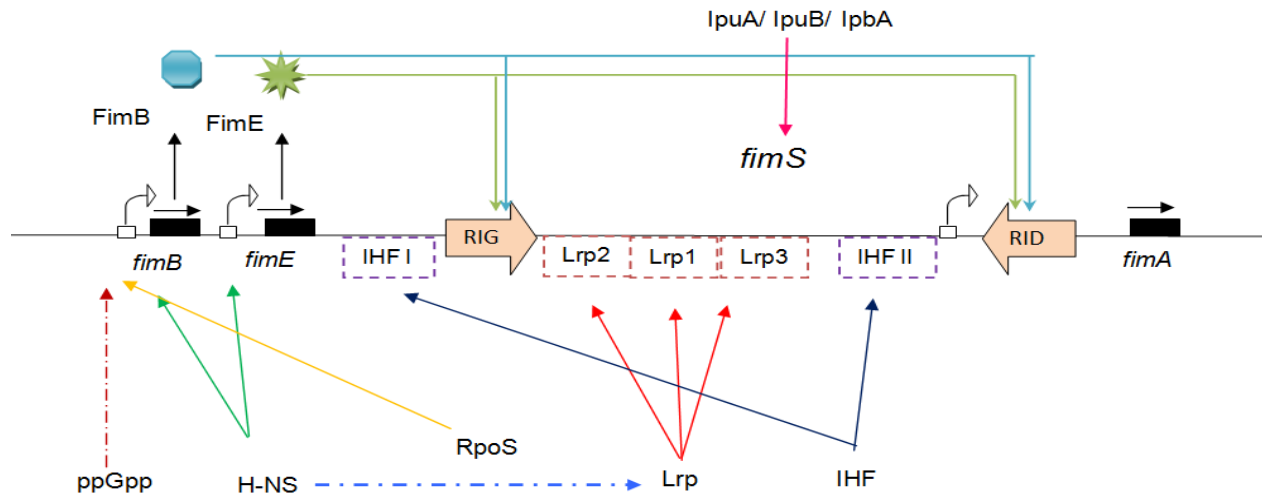 IpuA/ IpuB/ IpbA
FimB
FimE
fimS
RIG
RID
fimB
fimE
IHF I
Lrp2
Lrp1
Lrp3
IHF II
fimA
RpoS
ppGpp
H-NS
Lrp
IHF